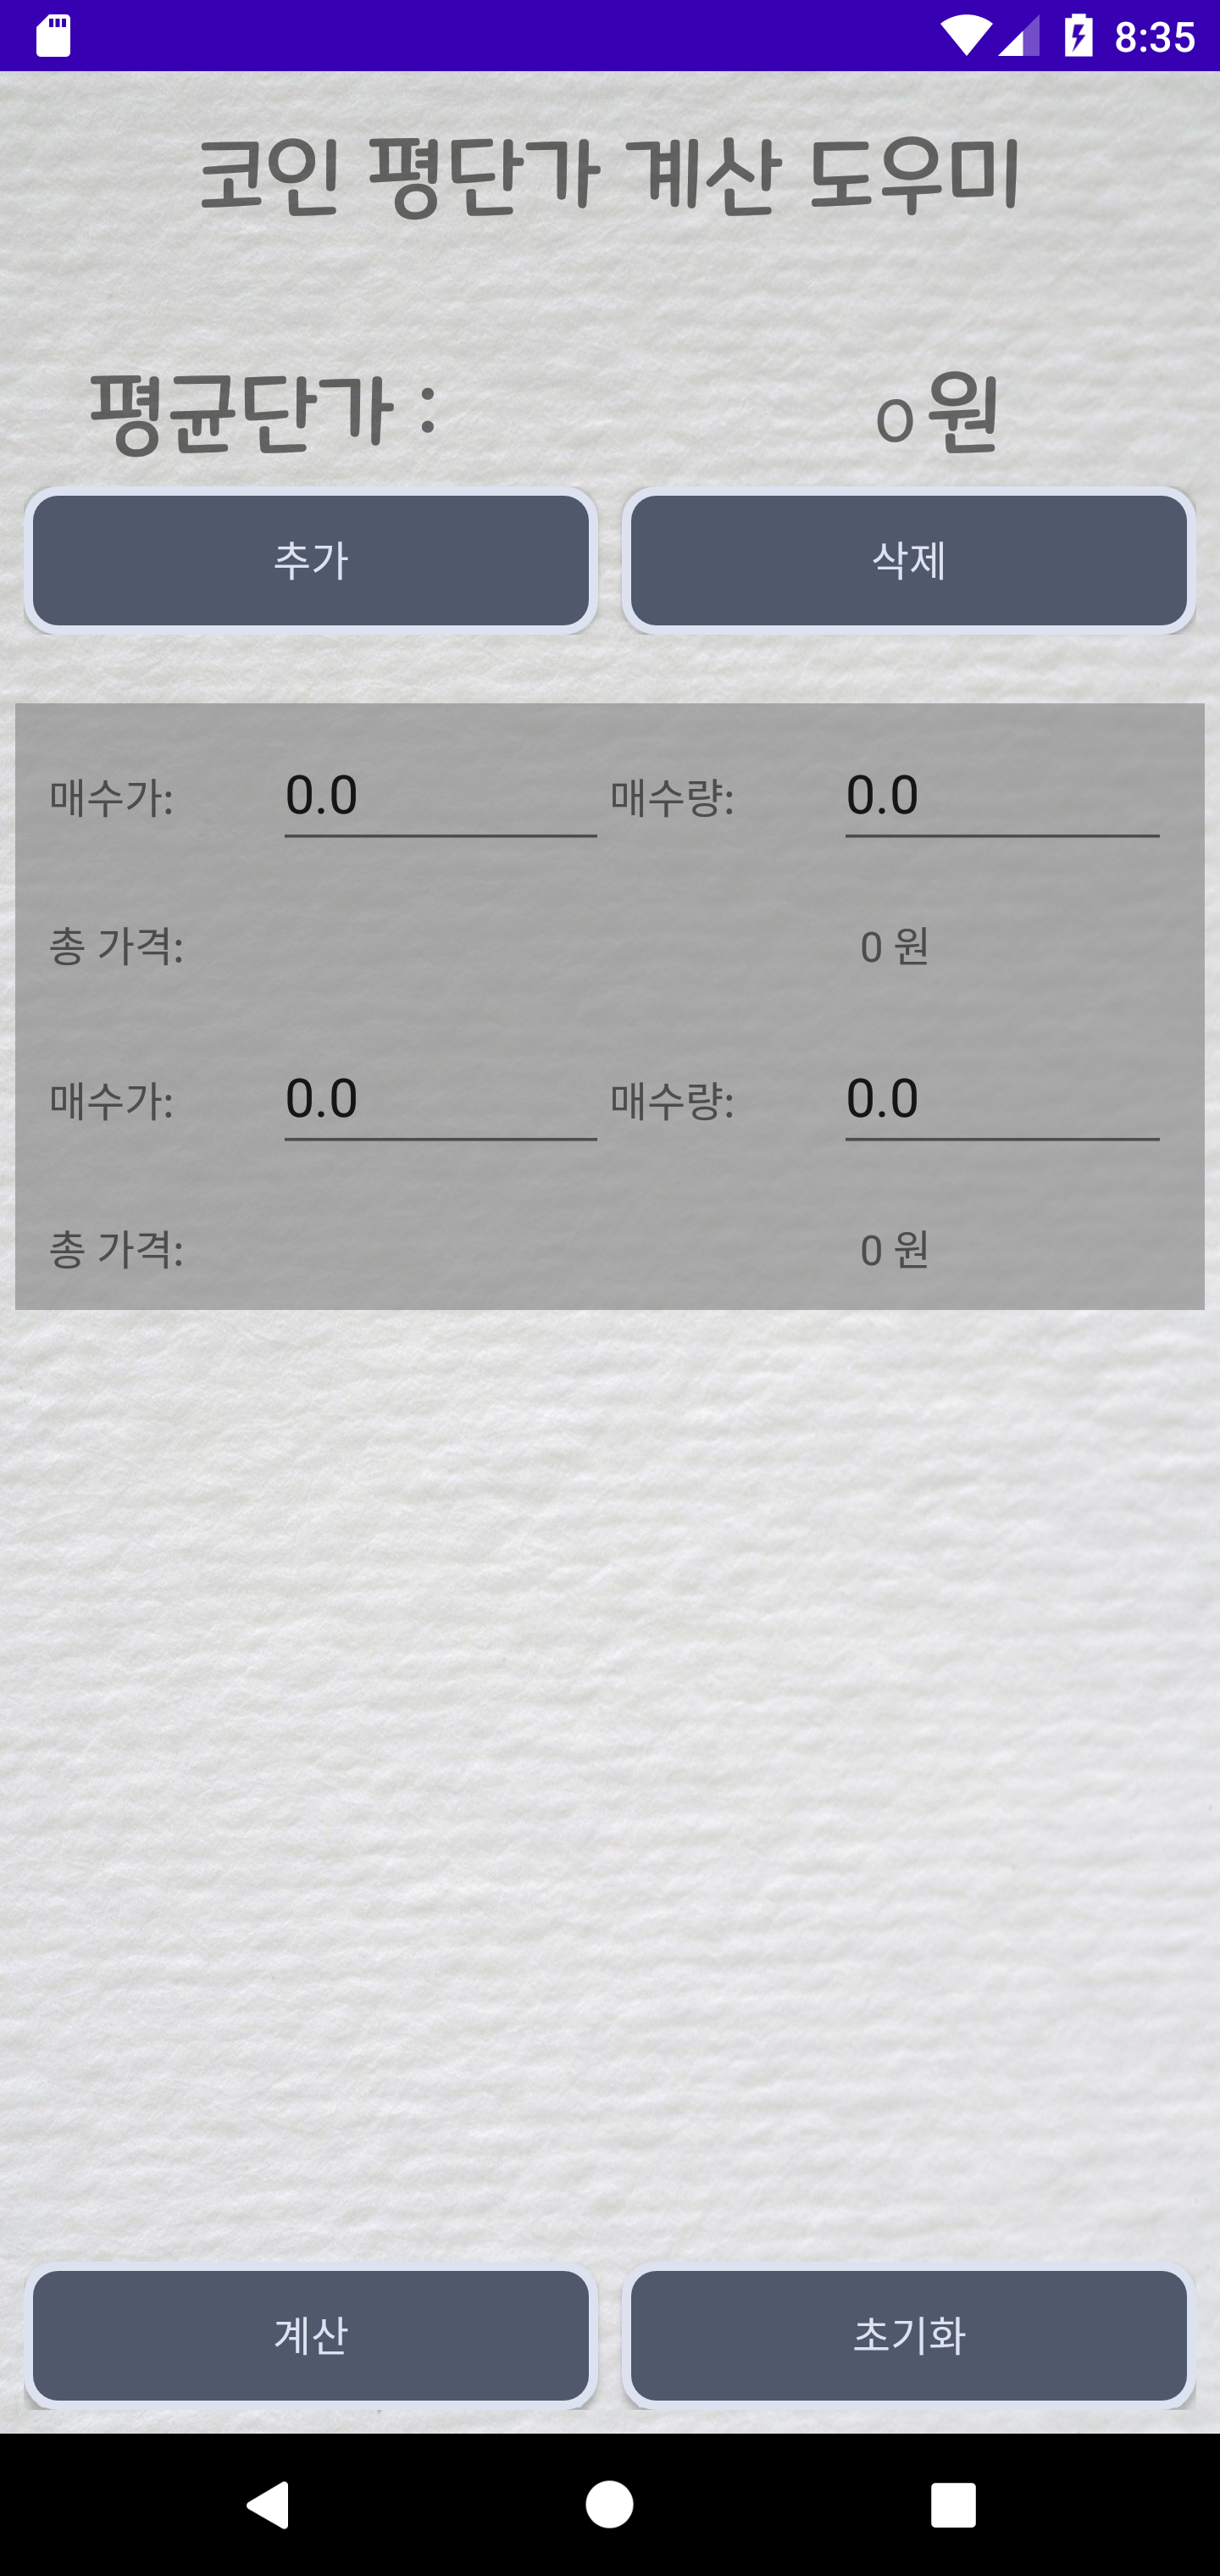 8:35
코인 평단가 계산 도우미
평균단가 : 0원
추가 삭제
매수가: 0.0 매수량: 0.0
총 가격: 0 원
매수가: 0.0 매수량: 0.0
총 가격: 0 원
계산 초기화